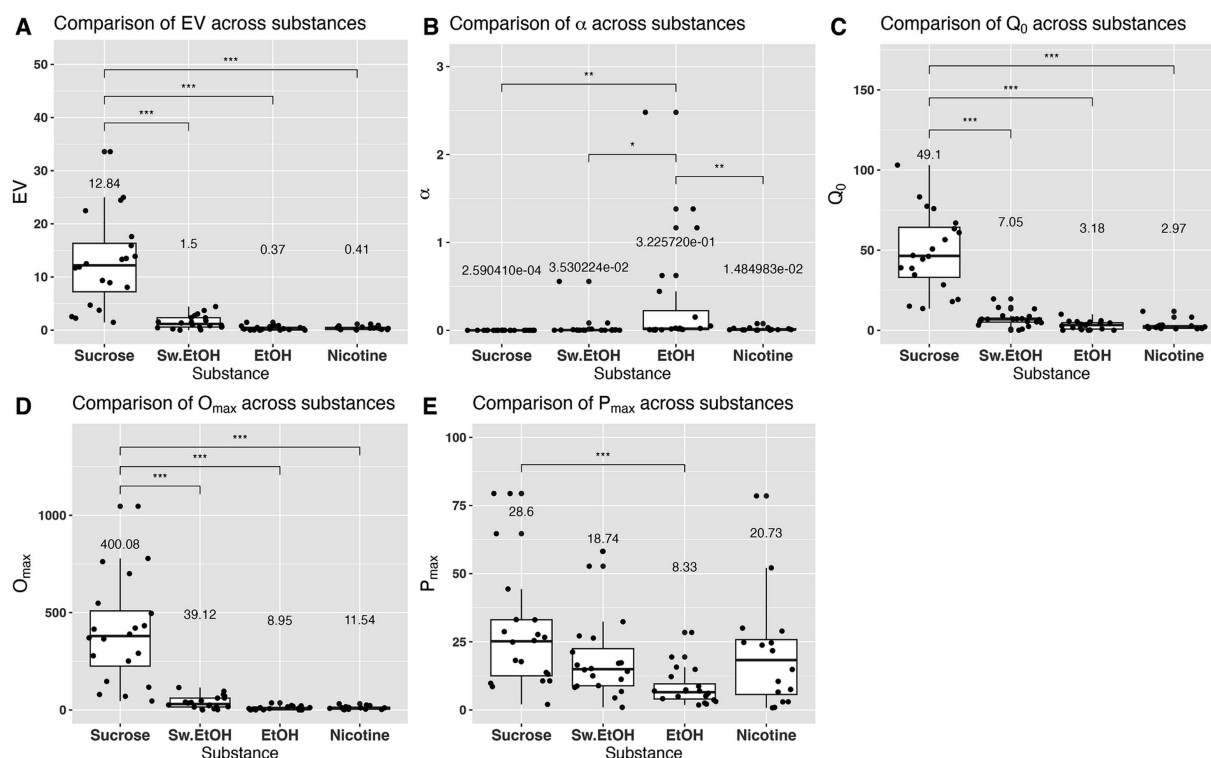 A Comparison of EV across substances
EV
50
40
30
20
10
0
***
***
***
12.84
1.5
0.37
0.41
Sucrose Sw.EtOH EtOH Nicotine
Substance
B Comparison of α across substances
α
3
2
1
0
**
*
**
2.590410e-04
3.530224e-02
3.225720e-01
1.484983e-02
Sucrose Sw.EtOH EtOH Nicotine
Substance
C Comparison of Q0 across substances
Q0
150
100
50
0
***
***
***
49.1
7.05
3.18
2.97
Sucrose Sw.EtOH EtOH Nicotine
Substance
D Comparison of Omax across substances
Omax
1000
500
0
***
***
***
400.08
39.12
8.95
11.54
Sucrose Sw.EtOH EtOH Nicotine
Substance
E Comparison of Pmax across substances
Pmax
100
75
50
25
0
***
28.6
18.74
8.33
20.73
Sucrose Sw.EtOH EtOH Nicotine
Substance